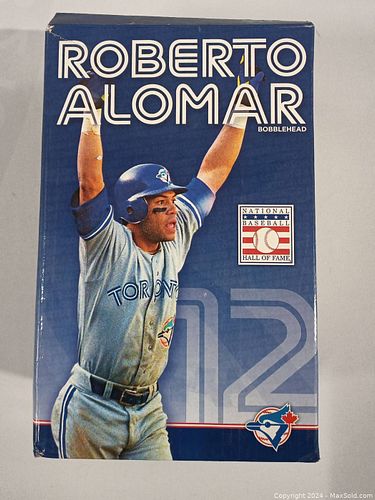 ROBERTO
ALOMAR
BOBBLEHEAD
NATIONAL
BASEBALL
HALL OF FAME
TORONTO
12
Copyright 2024 - MaxSold.com